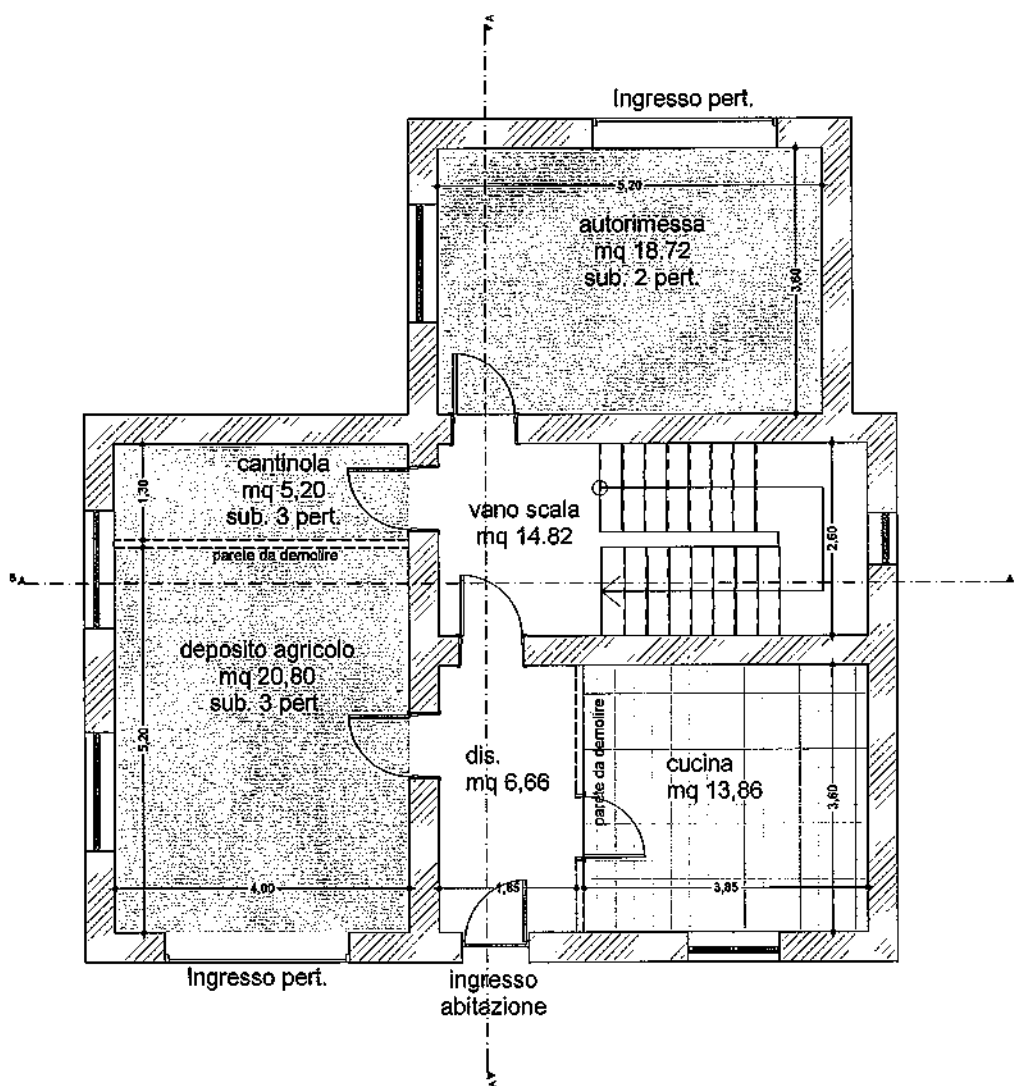 A
Ingresso pert.
5,20
autorimessa
mq 18,72
sub. 2 pert.
3,60
cantinola
mq 5,20
sub. 3 pert.
1,30
parete da demolire
vano scala
mq 14.82
2,60
B
deposito agricolo
mq 20,80
sub. 3 pert.
5,20
4,00
dis.
mq 6,66
1,85
parete da demolire
cucina
mq 13,86
3,60
3,85
Ingresso pert.
ingresso
abitazione
A